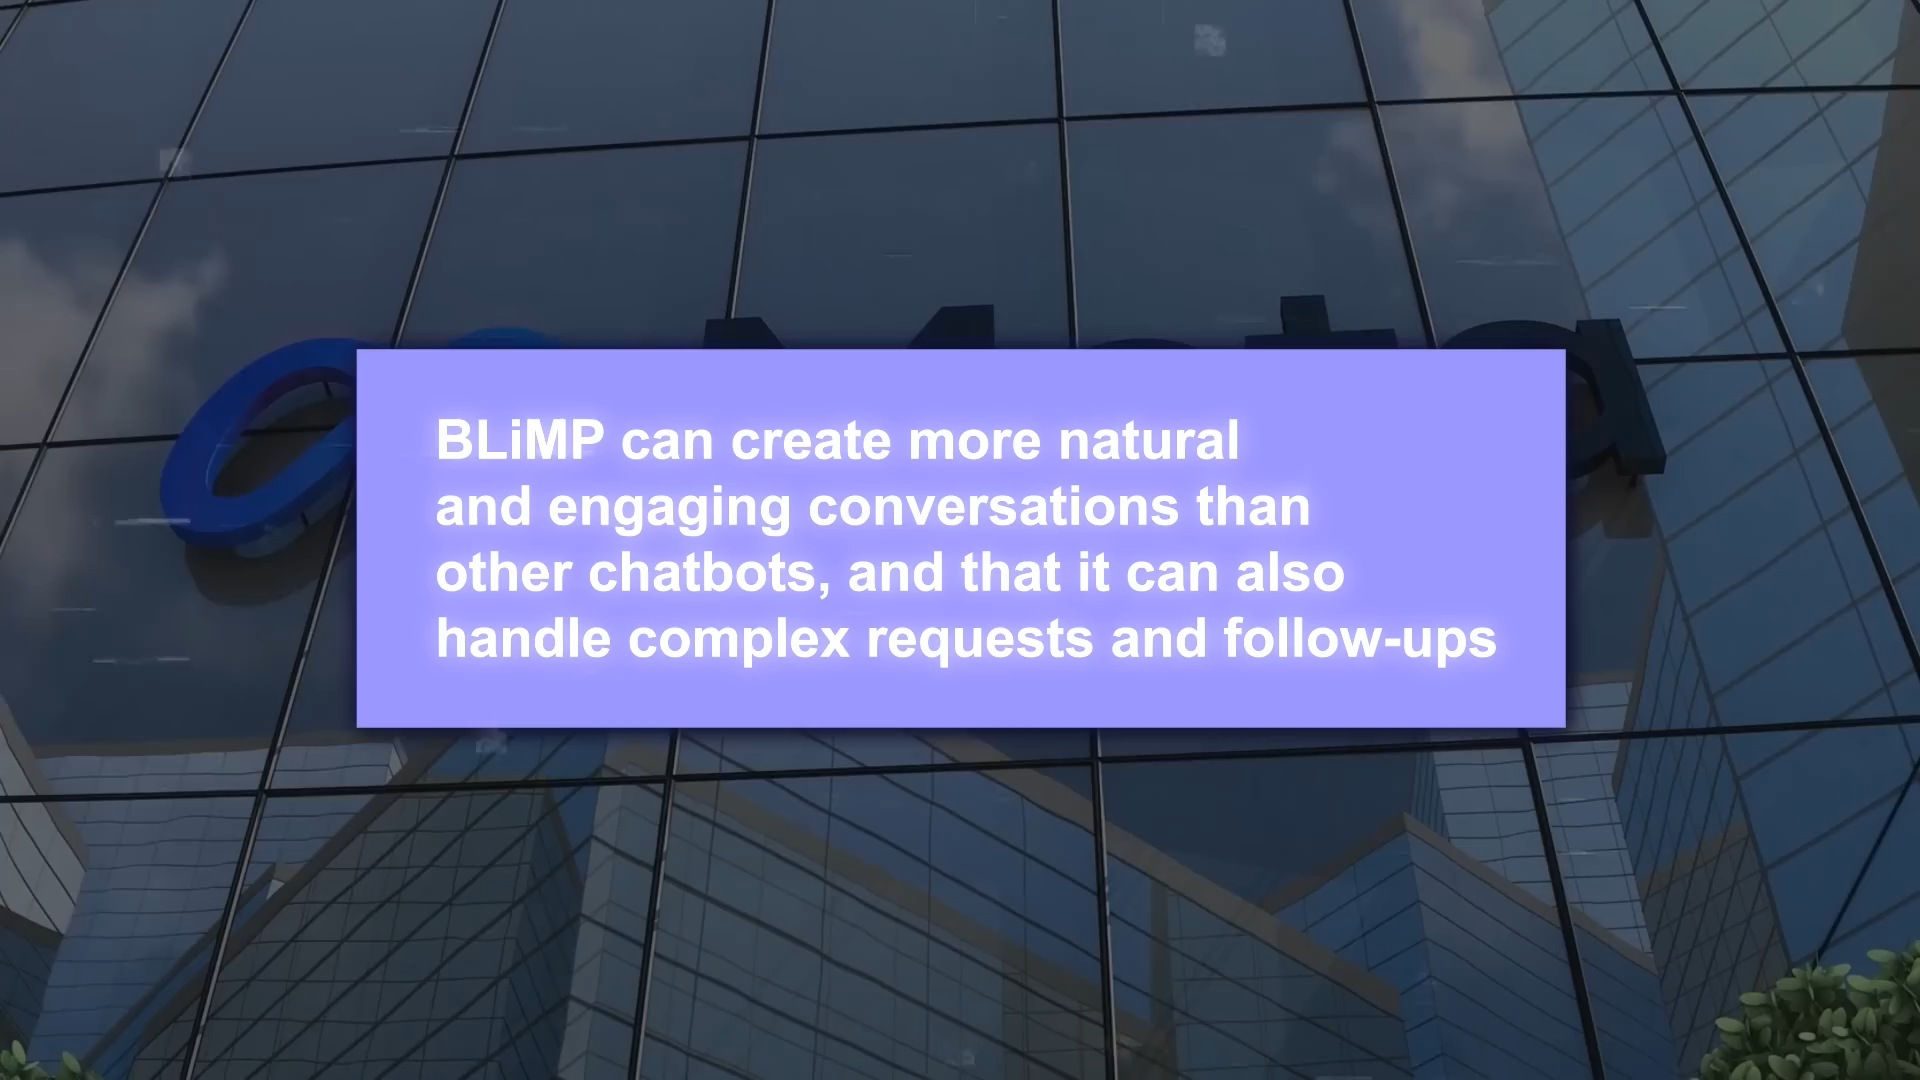 BLiMP can create more natural
and engaging conversations than
other chatbots, and that it can also
handle complex requests and follow-ups